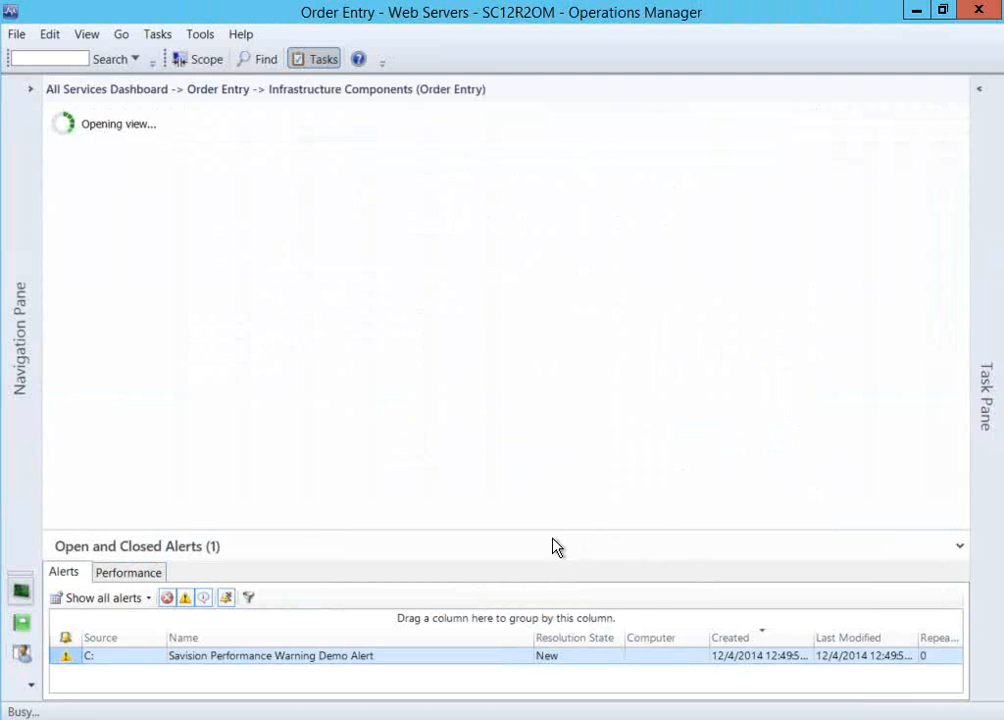 Order Entry - Web Servers - SC12R2OM - Operations Manager
File Edit View Go Tasks Tools Help
Search Scope Find Tasks
All Services Dashboard -> Order Entry -> Infrastructure Components (Order Entry)
Opening view...
Navigation Pane
Task Pane
Open and Closed Alerts (1)
Alerts Performance
Show all alerts
Drag a column here to group by this column.
Source Name Resolution State Computer Created Last Modified Repea...
C: Savision Performance Warning Demo Alert New 12/4/2014 12:49:5... 12/4/2014 12:49:5... 0
Busy...